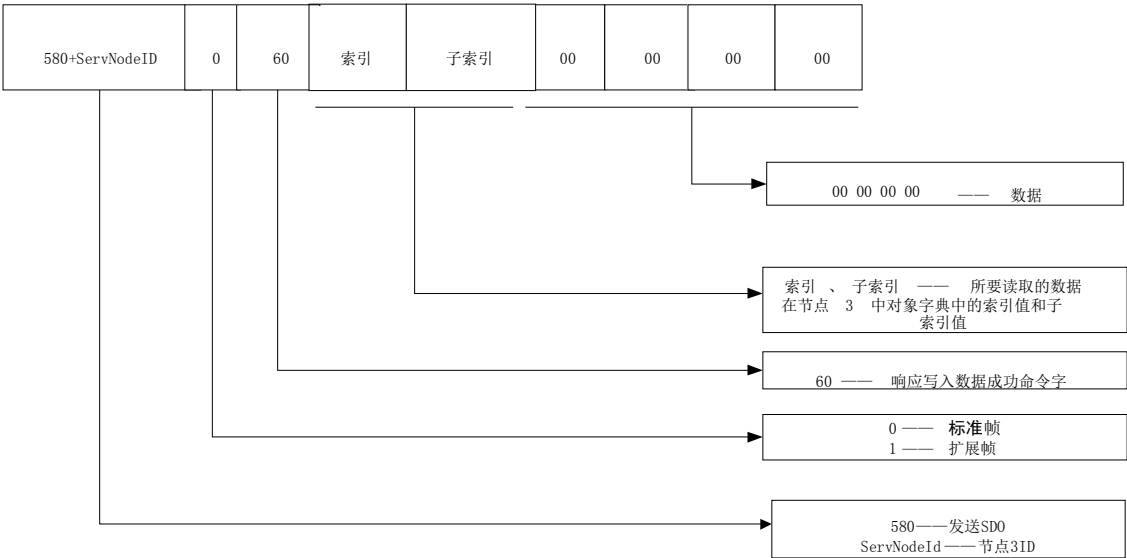 580+ServNodeID 0 60 索引 子索引 00 00 00 00
00 00 00 00 —— 数据
索引 、 子索引 —— 所要读取的数据
在节点 3 中对象字典中的索引值和子
索引值
60 —— 响应写入数据成功命令字
0 —— 标准帧
1 —— 扩展帧
580——发送SDO
ServNodeId——节点3ID